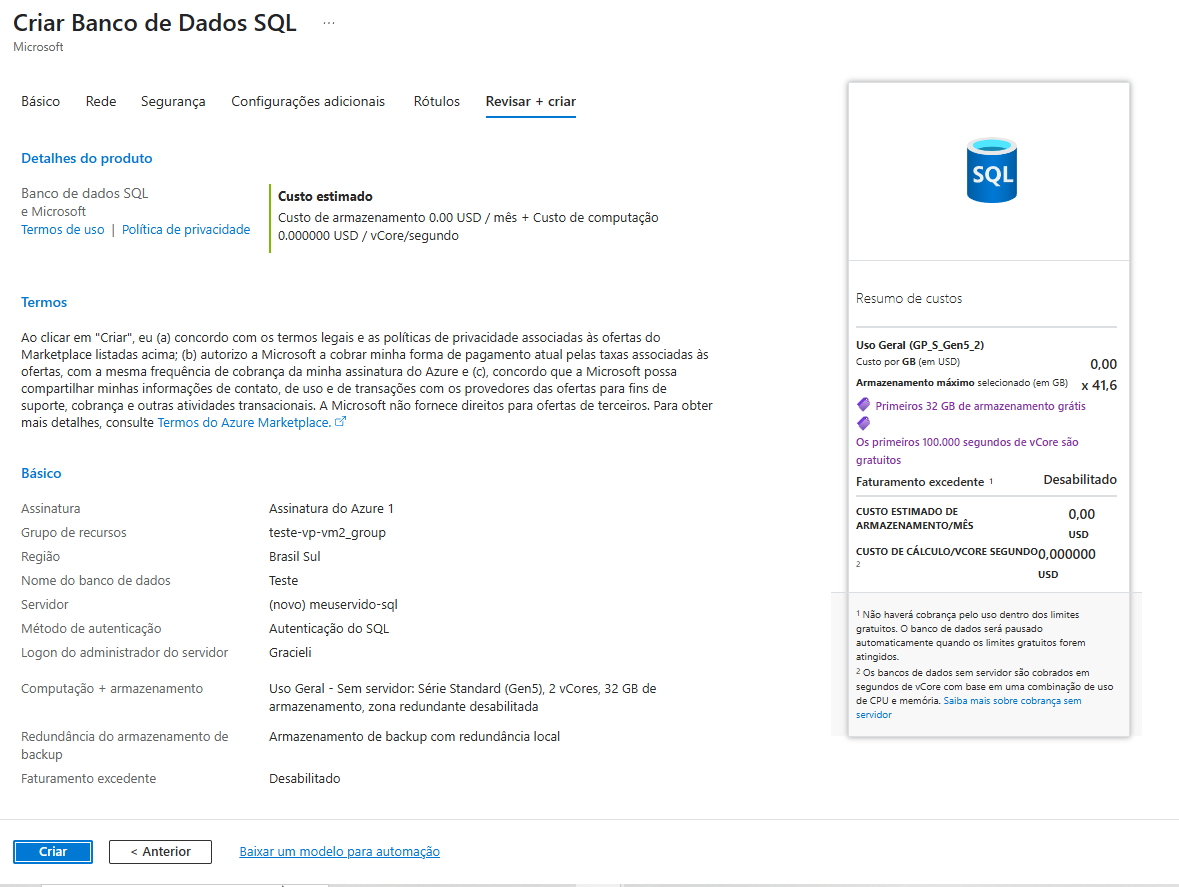 Criar Banco de Dados SQL ...
Microsoft
Básico Rede Segurança Configurações adicionais Rótulos Revisar + criar
Detalhes do produto
Banco de dados SQL
e Microsoft
Termos de uso | Política de privacidade
Custo estimado
Custo de armazenamento 0.00 USD / mês + Custo de computação
0.000000 USD / vCore/segundo
Termos
Ao clicar em "Criar", eu (a) concordo com os termos legais e as políticas de privacidade associadas às ofertas do
Marketplace listadas acima; (b) autorizo a Microsoft a cobrar minha forma de pagamento atual pelas taxas associadas às
ofertas, com a mesma frequência de cobrança da minha assinatura do Azure e (c), concordo que a Microsoft possa
compartilhar minhas informações de contato, de uso e de transações com os provedores das ofertas para fins de
suporte, cobrança e outras atividades transacionais. A Microsoft não fornece direitos para ofertas de terceiros. Para obter
mais detalhes, consulte Termos do Azure Marketplace.
Básico
Assinatura Assinatura do Azure 1
Grupo de recursos teste-vp-vm2_group
Região Brasil Sul
Nome do banco de dados Teste
Servidor (novo) meuservido-sql
Método de autenticação Autenticação do SQL
Logon do administrador do servidor Gracieli
Computação + armazenamento Uso Geral - Sem servidor: Série Standard (Gen5), 2 vCores, 32 GB de
armazenamento, zona redundante desabilitada
Redundância do armazenamento de Armazenamento de backup com redundância local
backup
Faturamento excedente Desabilitado
Criar < Anterior Baixar um modelo para automação
SQL
Resumo de custos
Uso Geral (GP_S_Gen5_2)
Custo por GB (em USD) 0,00
Armazenamento máximo selecionado (em GB) x 41,6
Primeiros 32 GB de armazenamento grátis
Os primeiros 100.000 segundos de vCore são
gratuitos
Faturamento excedente ¹ Desabilitado
CUSTO ESTIMADO DE 0,00
ARMAZENAMENTO/MÊS USD
CUSTO DE CÁLCULO/VCORE SEGUNDO 0,000000
² USD
¹ Não haverá cobrança pelo uso dentro dos limites
gratuitos. O banco de dados será pausado
automaticamente quando os limites gratuitos forem
atingidos.
² Os bancos de dados sem servidor são cobrados em
segundos de vCore com base em uma combinação de uso
de CPU e memória. Saiba mais sobre cobrança sem
servidor